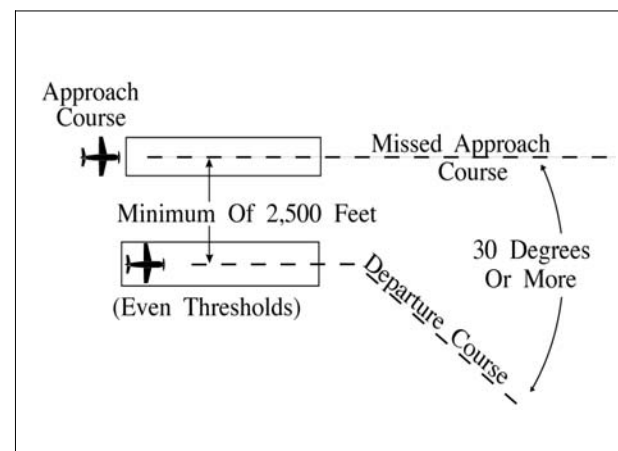 Approach
Course
Missed Approach
Course
Minimum Of 2,500 Feet
30 Degrees
Or More
Departure Course
(Even Thresholds)